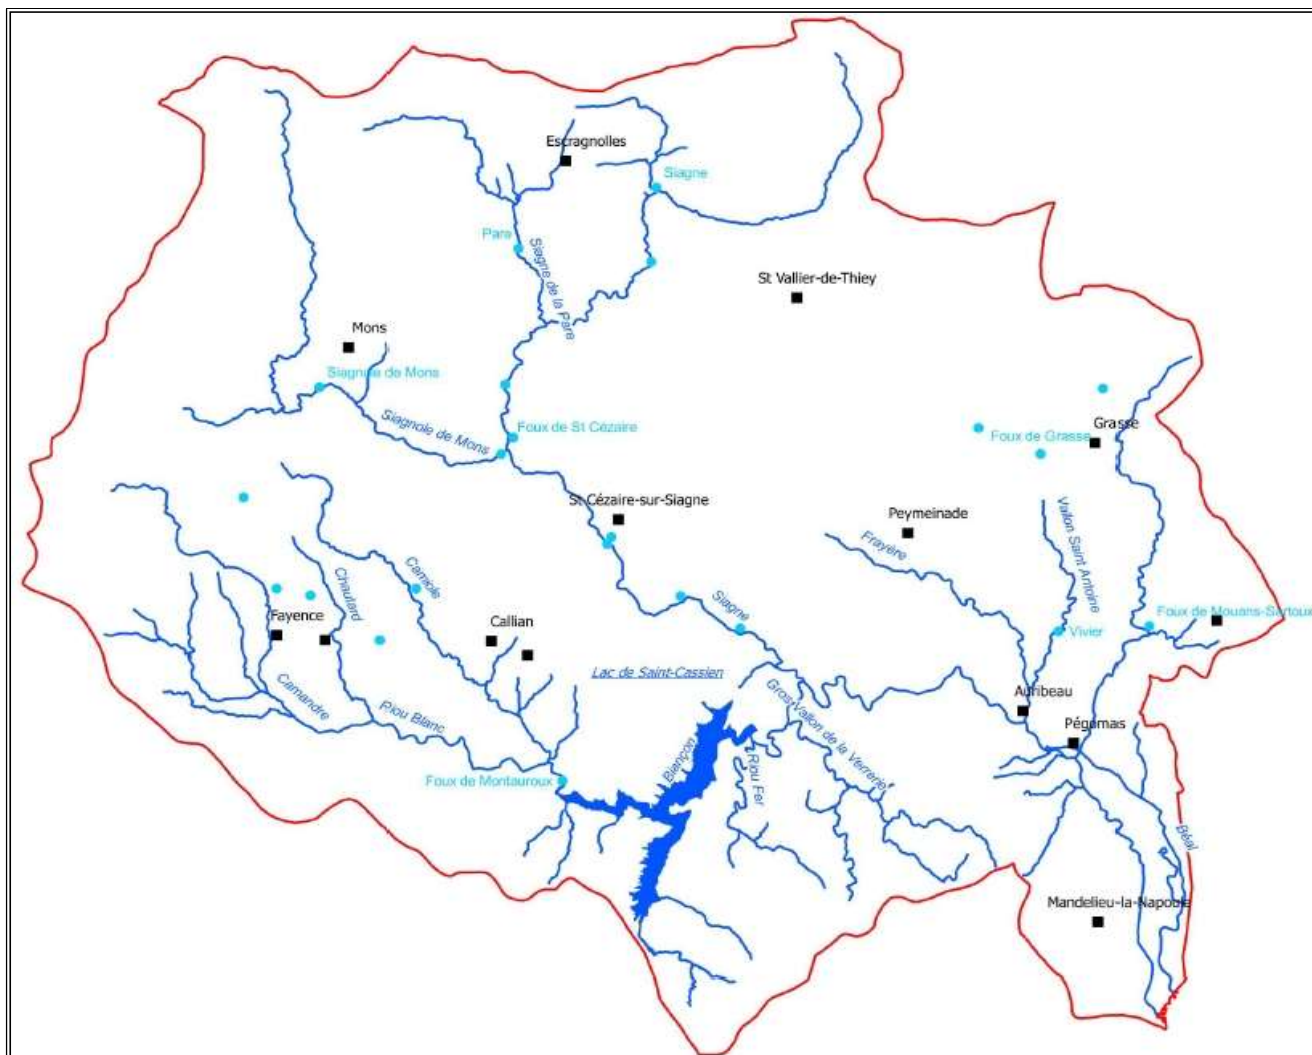 Escragnolles
Siagne
Pare
Siagne de la Pare
St Vallier-de-Thiey
Mons
Siagnole de Mons
Siagnole de Mons
Foux de St Cézaire
Foux de Grasse
Grasse
St Cézaire-sur-Siagne
Peymeinade
Frayère
Vallon Saint Antoine
Camiole
Chautard
Siagne
Fayence
Callian
Foux de Mouans-Sartoux
Vivier
Lac de Saint-Cassien
Camandre
Riou Blanc
Gros Vallon de la Verrerie
Auribeau
Pégomas
Foux de Montauroux
Biançon
Riou Fer
Béal
Mandelieu-la-Napoule